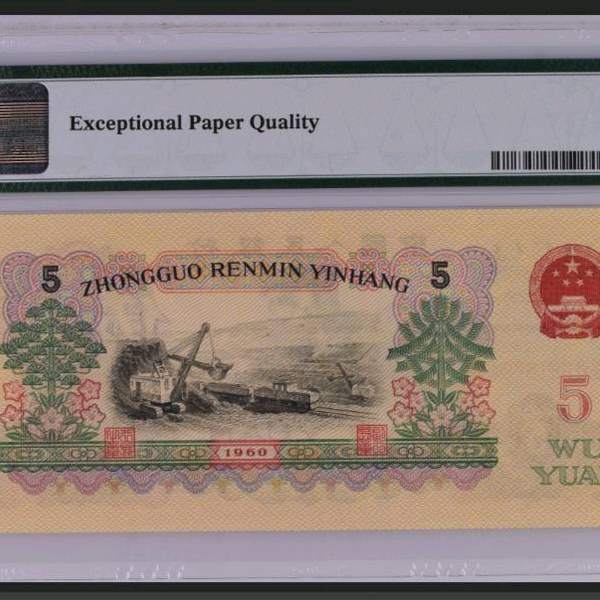 Exceptional Paper Quality
5 ZHONGGUO RENMIN YINHANG 5
5
1960
WU
YUAN